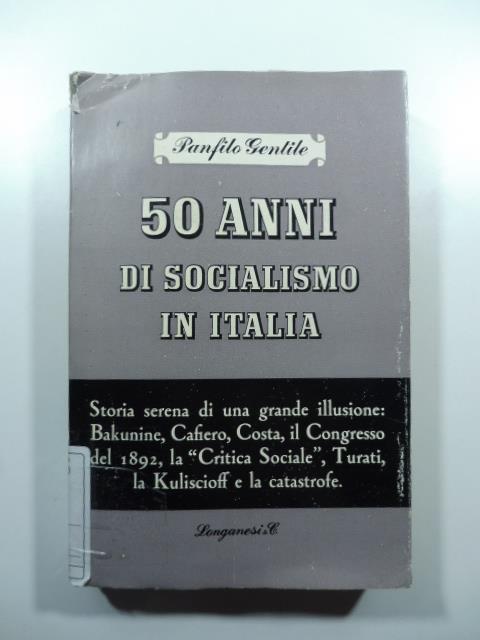 Panfilo Gentile
50 ANNI
DI SOCIALISMO
IN ITALIA
Storia serena di una grande illusione:
Bakunine, Cafiero, Costa, il Congresso
del 1892, la "Critica Sociale", Turati,
la Kuliscioff e la catastrofe.
Longanesi & C.